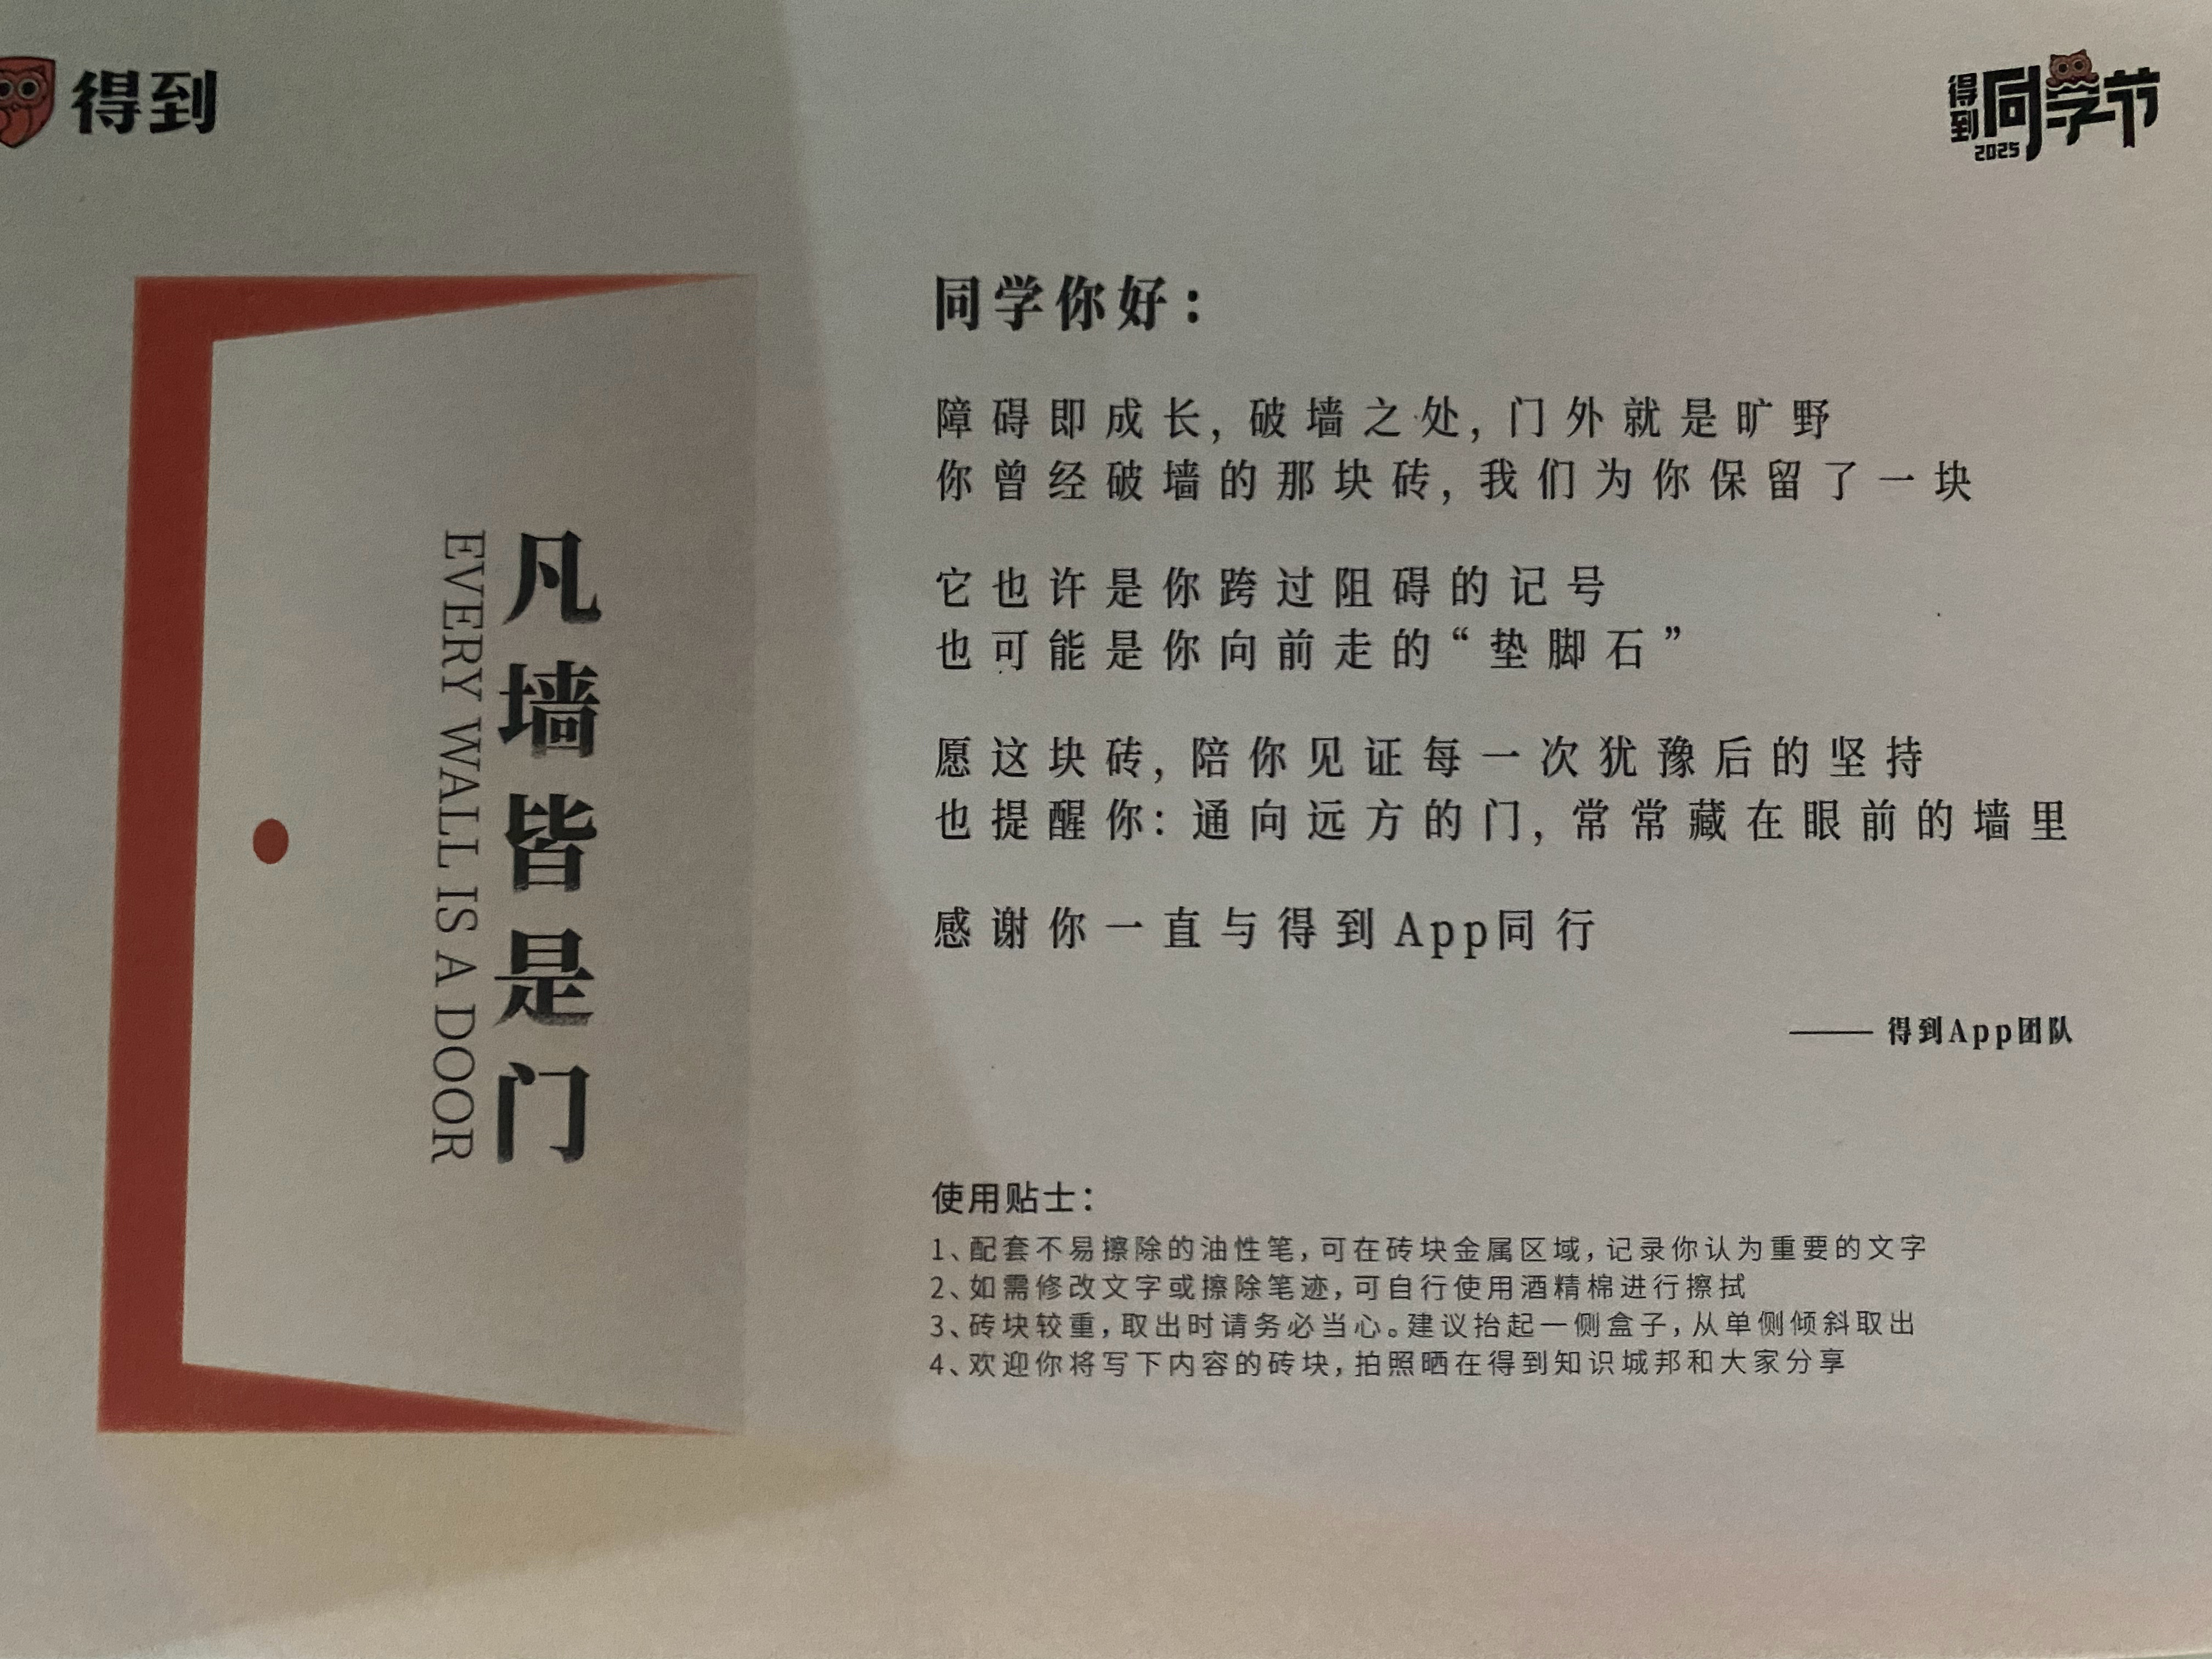 得到
得到
同学节
2025
凡墙皆是门
EVERY WALL IS A DOOR
同学你好：
障碍即成长，破墙之处，门外就是旷野
你曾经破墙的那块砖，我们为你保留了一块
它也许是你跨过阻碍的记号
也可能是你向前走的“垫脚石”
愿这块砖，陪你见证每一次犹豫后的坚持
也提醒你：通向远方的门，常常藏在眼前的墙里
感谢你一直与得到App同行
——得到App团队
使用贴士：
1、配套不易擦除的油性笔，可在砖块金属区域，记录你认为重要的文字
2、如需修改文字或擦除笔迹，可自行使用酒精棉进行擦拭
3、砖块较重，取出时请务必当心。建议抬起一侧盒子，从单侧倾斜取出
4、欢迎你将写下内容的砖块，拍照晒在得到知识城邦和大家分享